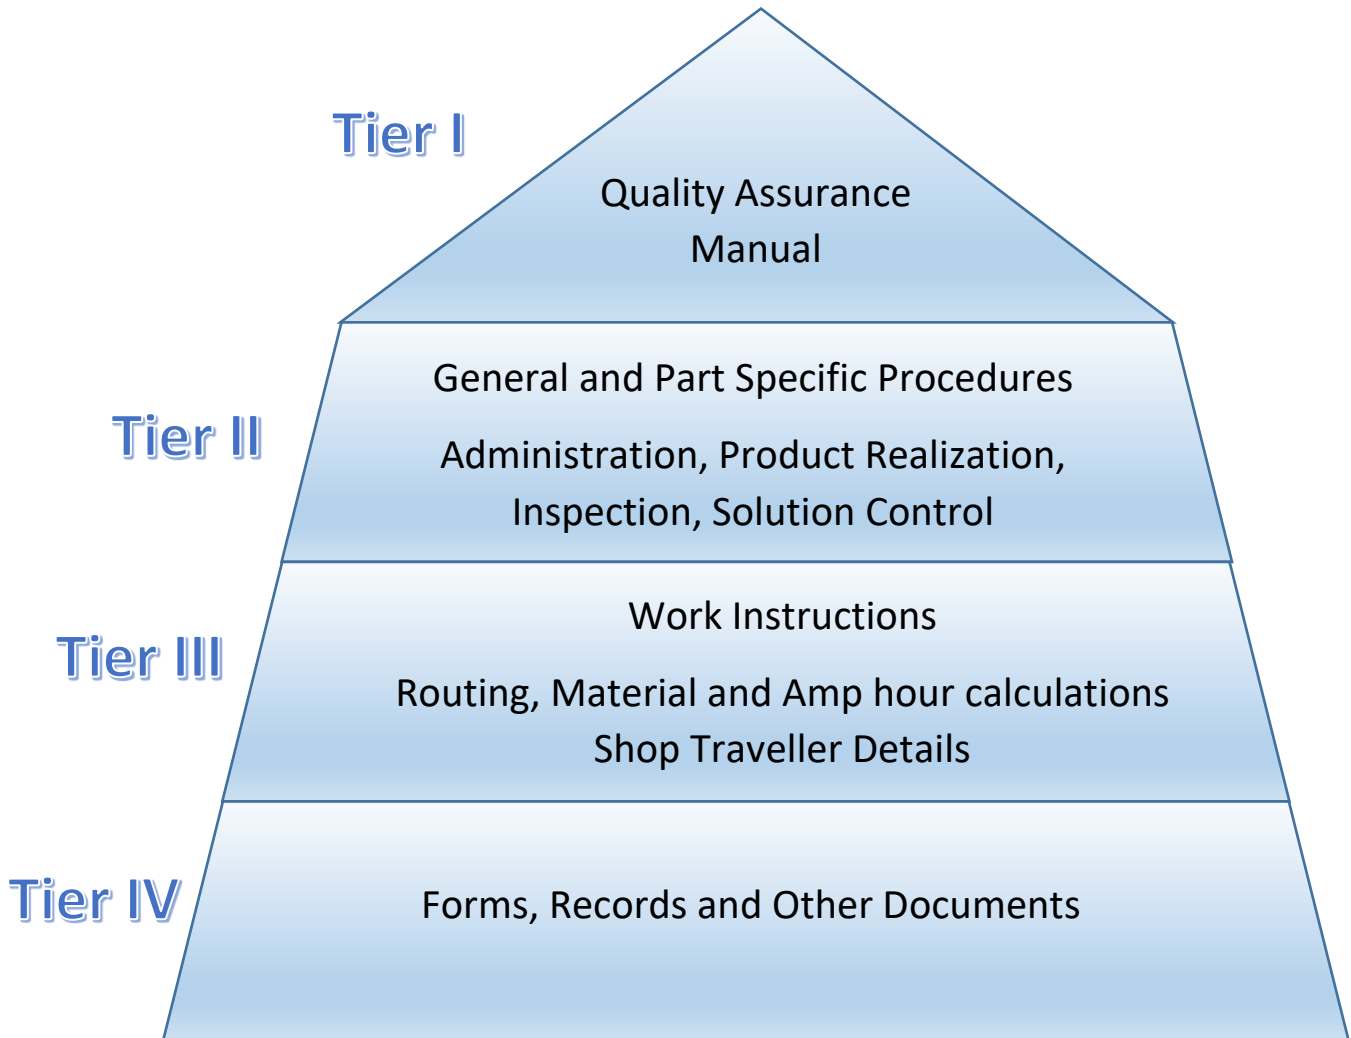 Tier I
Quality Assurance
Manual
Tier II
General and Part Specific Procedures
Administration, Product Realization,
Inspection, Solution Control
Tier III
Work Instructions
Routing, Material and Amp hour calculations
Shop Traveller Details
Tier IV
Forms, Records and Other Documents